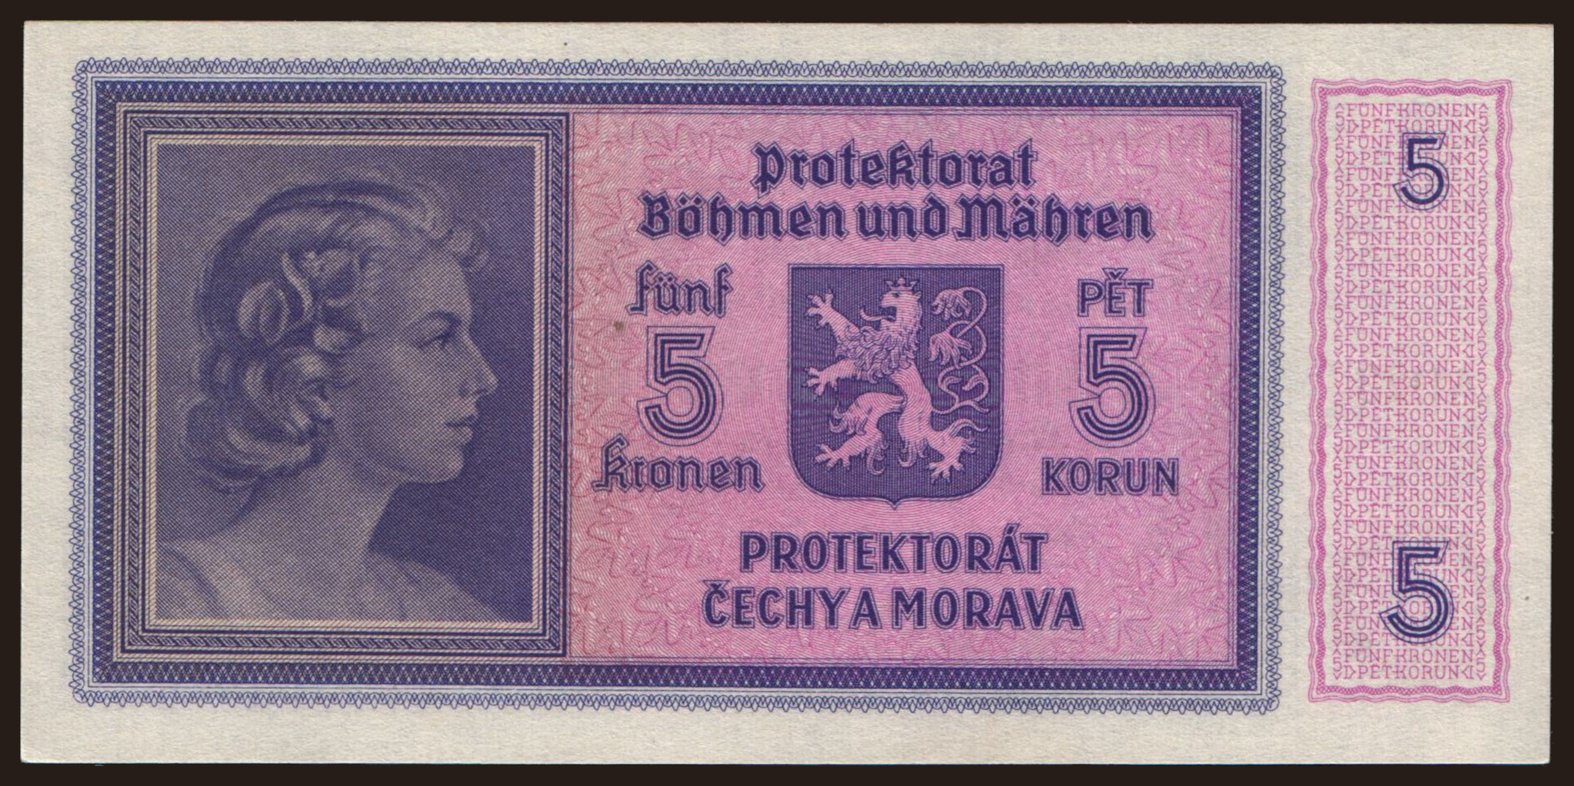 Protektorat
Böhmen und Mähren
fünf
5
Kronen
PĚT
5
KORUN
PROTEKTORÁT
ČECHY A MORAVA
5
5
FÜNFKRONEN
PĚTKORUN